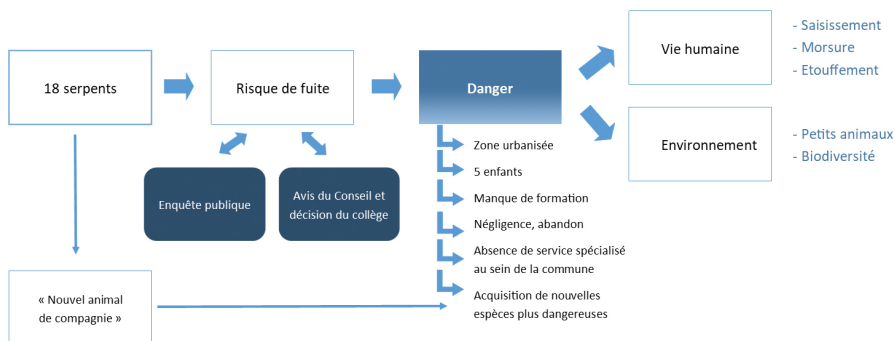 18 serpents
Risque de fuite
Danger
Vie humaine
- Saisissement
- Morsure
- Etouffement
Environnement
- Petits animaux
- Biodiversité
Enquête publique
Avis du Conseil et
décision du collège
Zone urbanisée
5 enfants
Manque de formation
Négligence, abandon
Absence de service spécialisé
au sein de la commune
Acquisition de nouvelles
espèces plus dangereuses
« Nouvel animal
de compagnie »